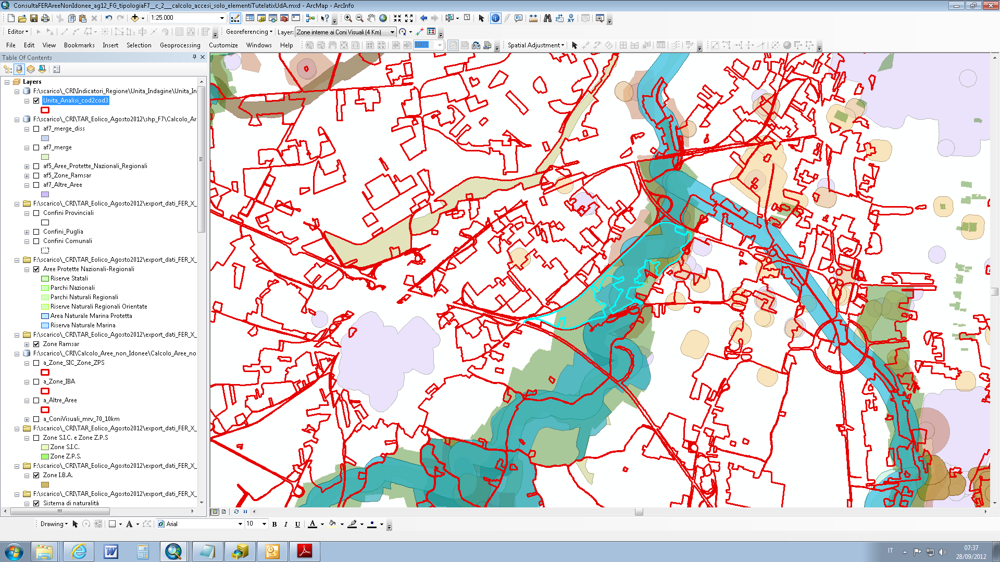 ConsultaFERAreeNonIdonee_ag12_FG_tipologiaF7__c_2___calcolo_accesi_solo_elementiTutelatixUdA.mxd - ArcMap - ArcInfo
1:25.000
Editor
Georeferencing
Layer:
Zone interne ai Coni Visuali (4 Km)
File Edit View Bookmarks Insert Selection Geoprocessing Customize Windows Help
100%
Spatial Adjustment
Table Of Contents
Layers
F:\scarico\_CRI\Indicatori_Regione\Unita_Indagine\Unita_In
Unita_Analisi_cod2cod3
F:\scarico\_CRI\TAR_Eolico_Agosto2012\shp_F7\Calcolo_Ar
af7_merge_diss
af7_merge
af5_Aree_Protette_Nazionali_Regionali
af5_Zone_Ramsar
af7_Altre_Aree
F:\scarico\_CRI\TAR_Eolico_Agosto2012\export_dati_FER_X_
Confini Provinciali
Confini_Puglia
Confini Comunali
F:\scarico\_CRI\TAR_Eolico_Agosto2012\export_dati_FER_X_
Aree Protette Nazionali-Regionali
Riserve Statali
Parchi Nazionali
Parchi Naturali Regionali
Riserve Naturali Regionali Orientate
Area Naturale Marina Protetta
Riserva Naturale Marina
F:\scarico\_CRI\TAR_Eolico_Agosto2012\export_dati_FER_X_
Zone Ramsar
F:\scarico\_CRI\Calcolo_Aree_non_Idonee\Calcolo_Aree_no
a_Zone_SIC_Zone_ZPS
a_Zone_IBA
a_Altre_Aree
a_ConiVisuali_mrv_70_10km
F:\scarico\_CRI\TAR_Eolico_Agosto2012\export_dati_FER_X_
Zone S.I.C. e Zone Z.P.S
Zone S.I.C.
Zone Z.P.S.
F:\scarico\_CRI\TAR_Eolico_Agosto2012\export_dati_FER_X_
Zone I.B.A.
F:\scarico\_CRI\TAR_Eolico_Agosto2012\export_dati_FER_X_
Sistema di naturalità
Drawing
A
Arial
10
B I U A
IT
07:37
28/09/2012